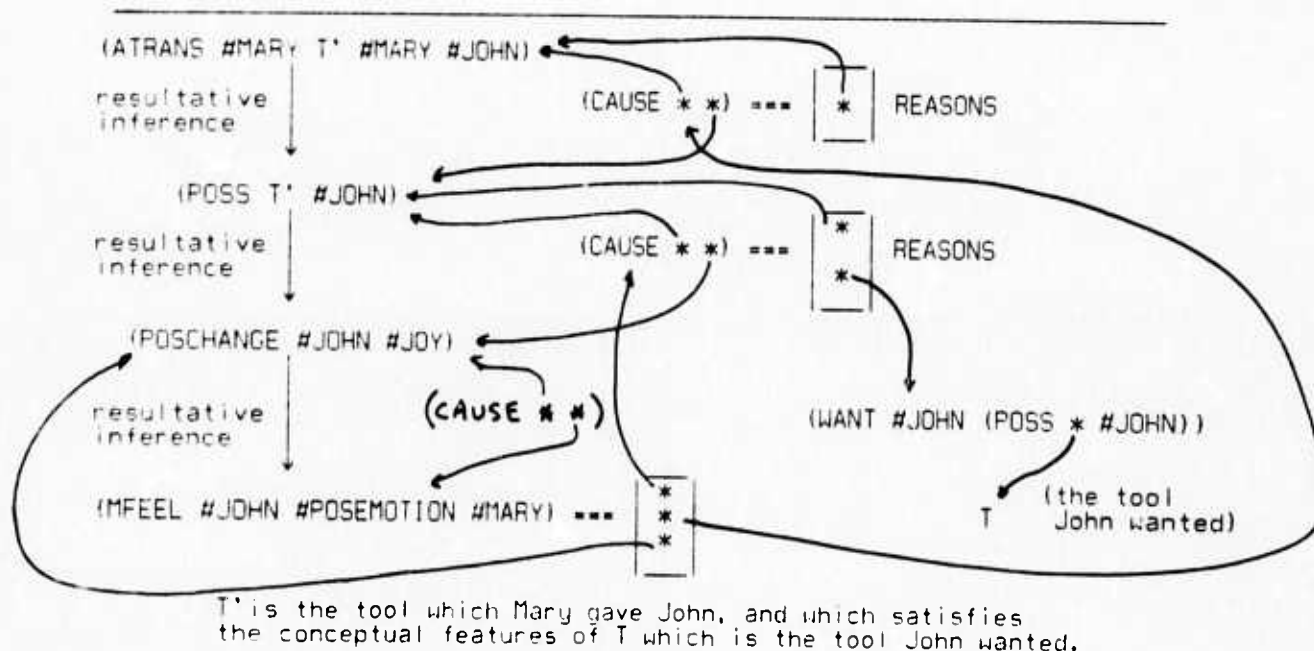 (ATRANS #MARY T' #MARY #JOHN)
resultative
inference
(CAUSE * *) === * REASONS
(POSS T' #JOHN)
resultative
inference
(CAUSE * *) === * REASONS
*
(POSCHANGE #JOHN #JOY)
resultative
inference
(CAUSE * *)
(WANT #JOHN (POSS * #JOHN))
(MFEEL #JOHN #POSEMOTION #MARY) === *
*
*
T
(the tool
John wanted)
T' is the tool which Mary gave John, and which satisfies
the conceptual features of T which is the tool John wanted.